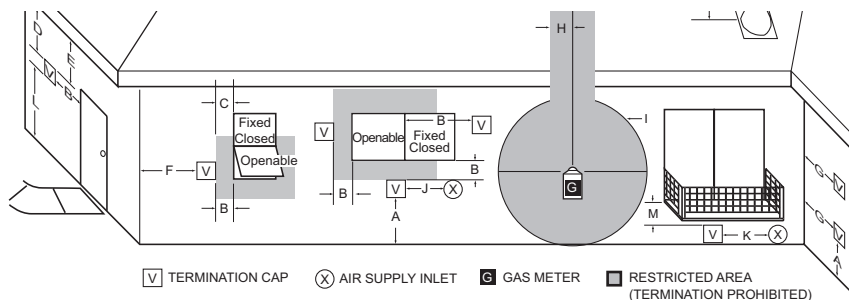 H
D
E
V
B
L
C
Fixed
Closed
Openable
F
V
B
V
Openable
B
Fixed
Closed
V
B
B
V
J
X
A
I
G
M
V
K
X
G
V
G
V
A
V TERMINATION CAP
X AIR SUPPLY INLET
G GAS METER
RESTRICTED AREA
(TERMINATION PROHIBITED)